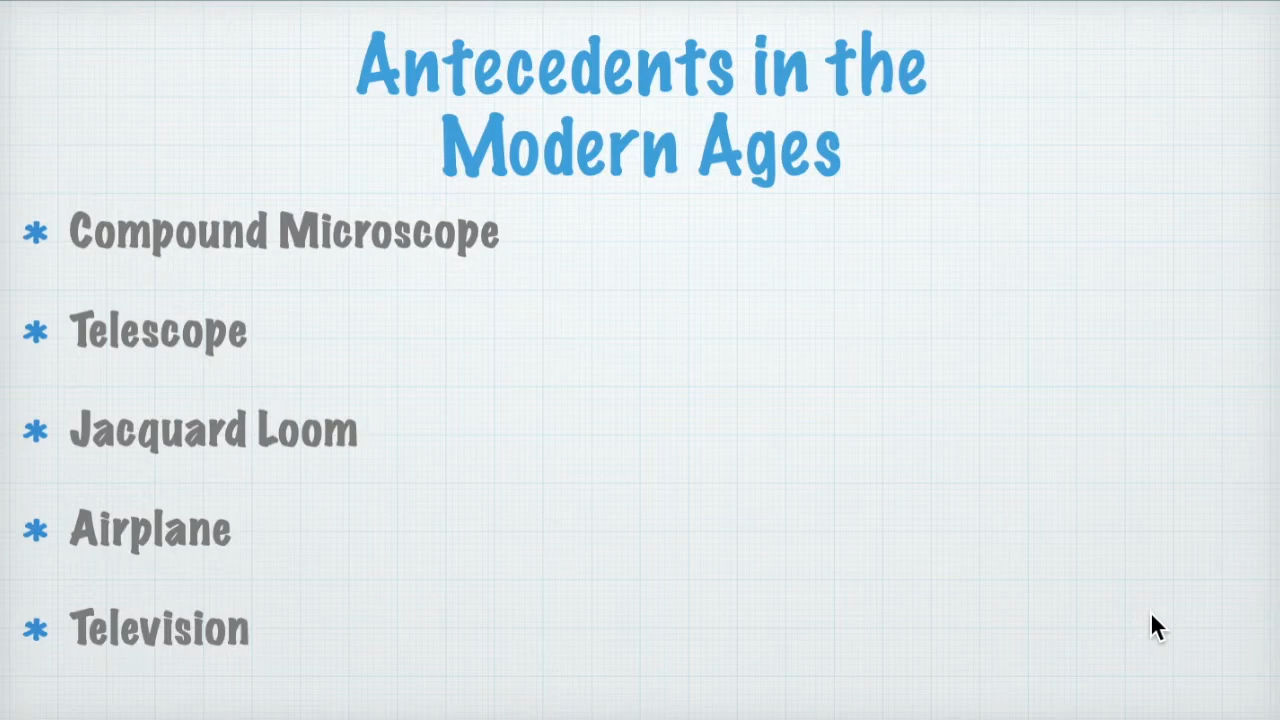 Antecedents in the
Modern Ages
* Compound Microscope
* Telescope
* Jacquard Loom
* Airplane
* Television